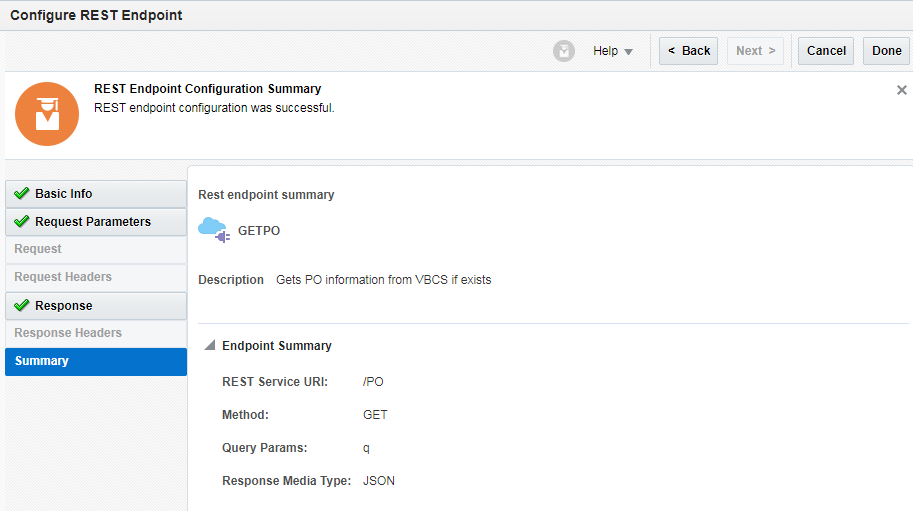 Configure REST Endpoint
Help
< Back
Next >
Cancel
Done
REST Endpoint Configuration Summary
REST endpoint configuration was successful.
Basic Info
Request Parameters
Request
Request Headers
Response
Response Headers
Summary
Rest endpoint summary
GETPO
Description Gets PO information from VBCS if exists
Endpoint Summary
REST Service URI: /PO
Method: GET
Query Params: q
Response Media Type: JSON